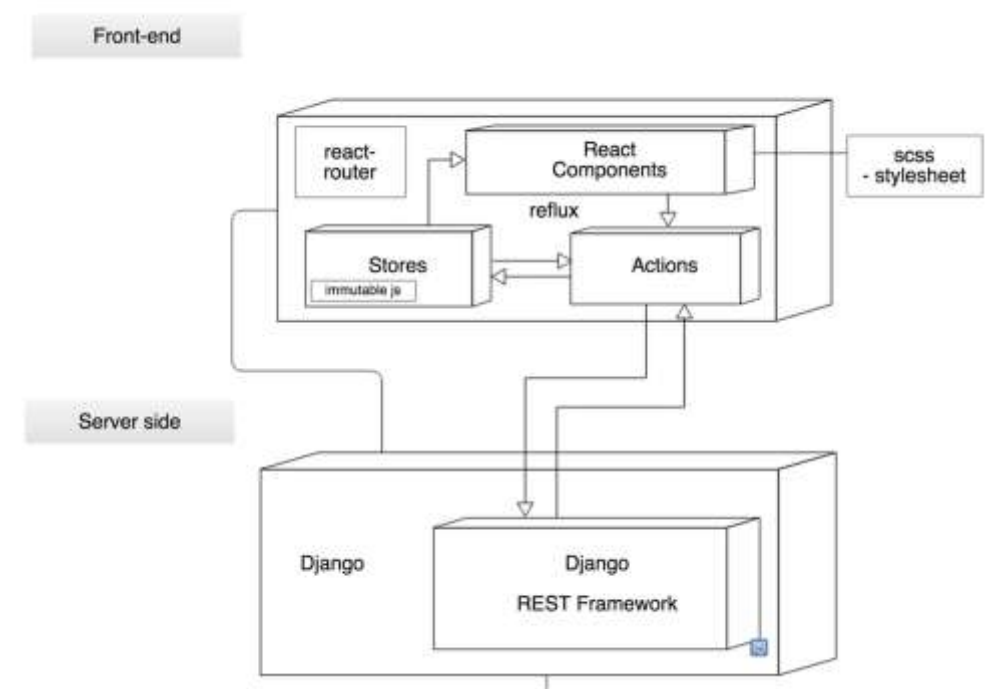 Front-end
react-
router
React
Components
scss
- stylesheet
reflux
Stores
immutable js
Actions
Server side
Django
Django
REST Framework